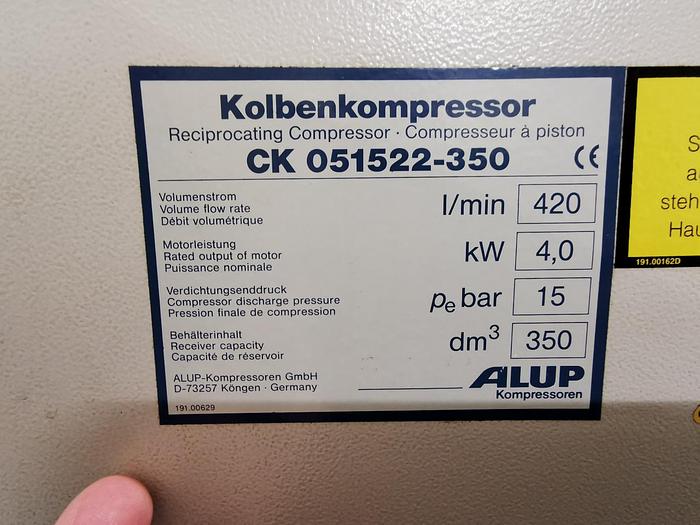 Kolbenkompressor
Reciprocating Compressor · Compresseur à piston
CK 051522-350 CE
Volumenstrom
Volume flow rate
Débit volumétrique
l/min 420
Motorleistung
Rated output of motor
Puissance nominale
kW 4,0
Verdichtungsenddruck
Compressor discharge pressure
Pression finale de compression
pe bar 15
Behälterinhalt
Receiver capacity
Capacité de réservoir
dm³ 350
ALUP-Kompressoren GmbH
D-73257 Köngen · Germany
ALUP
Kompressoren
191.00629
steh
Hau
191.00162D